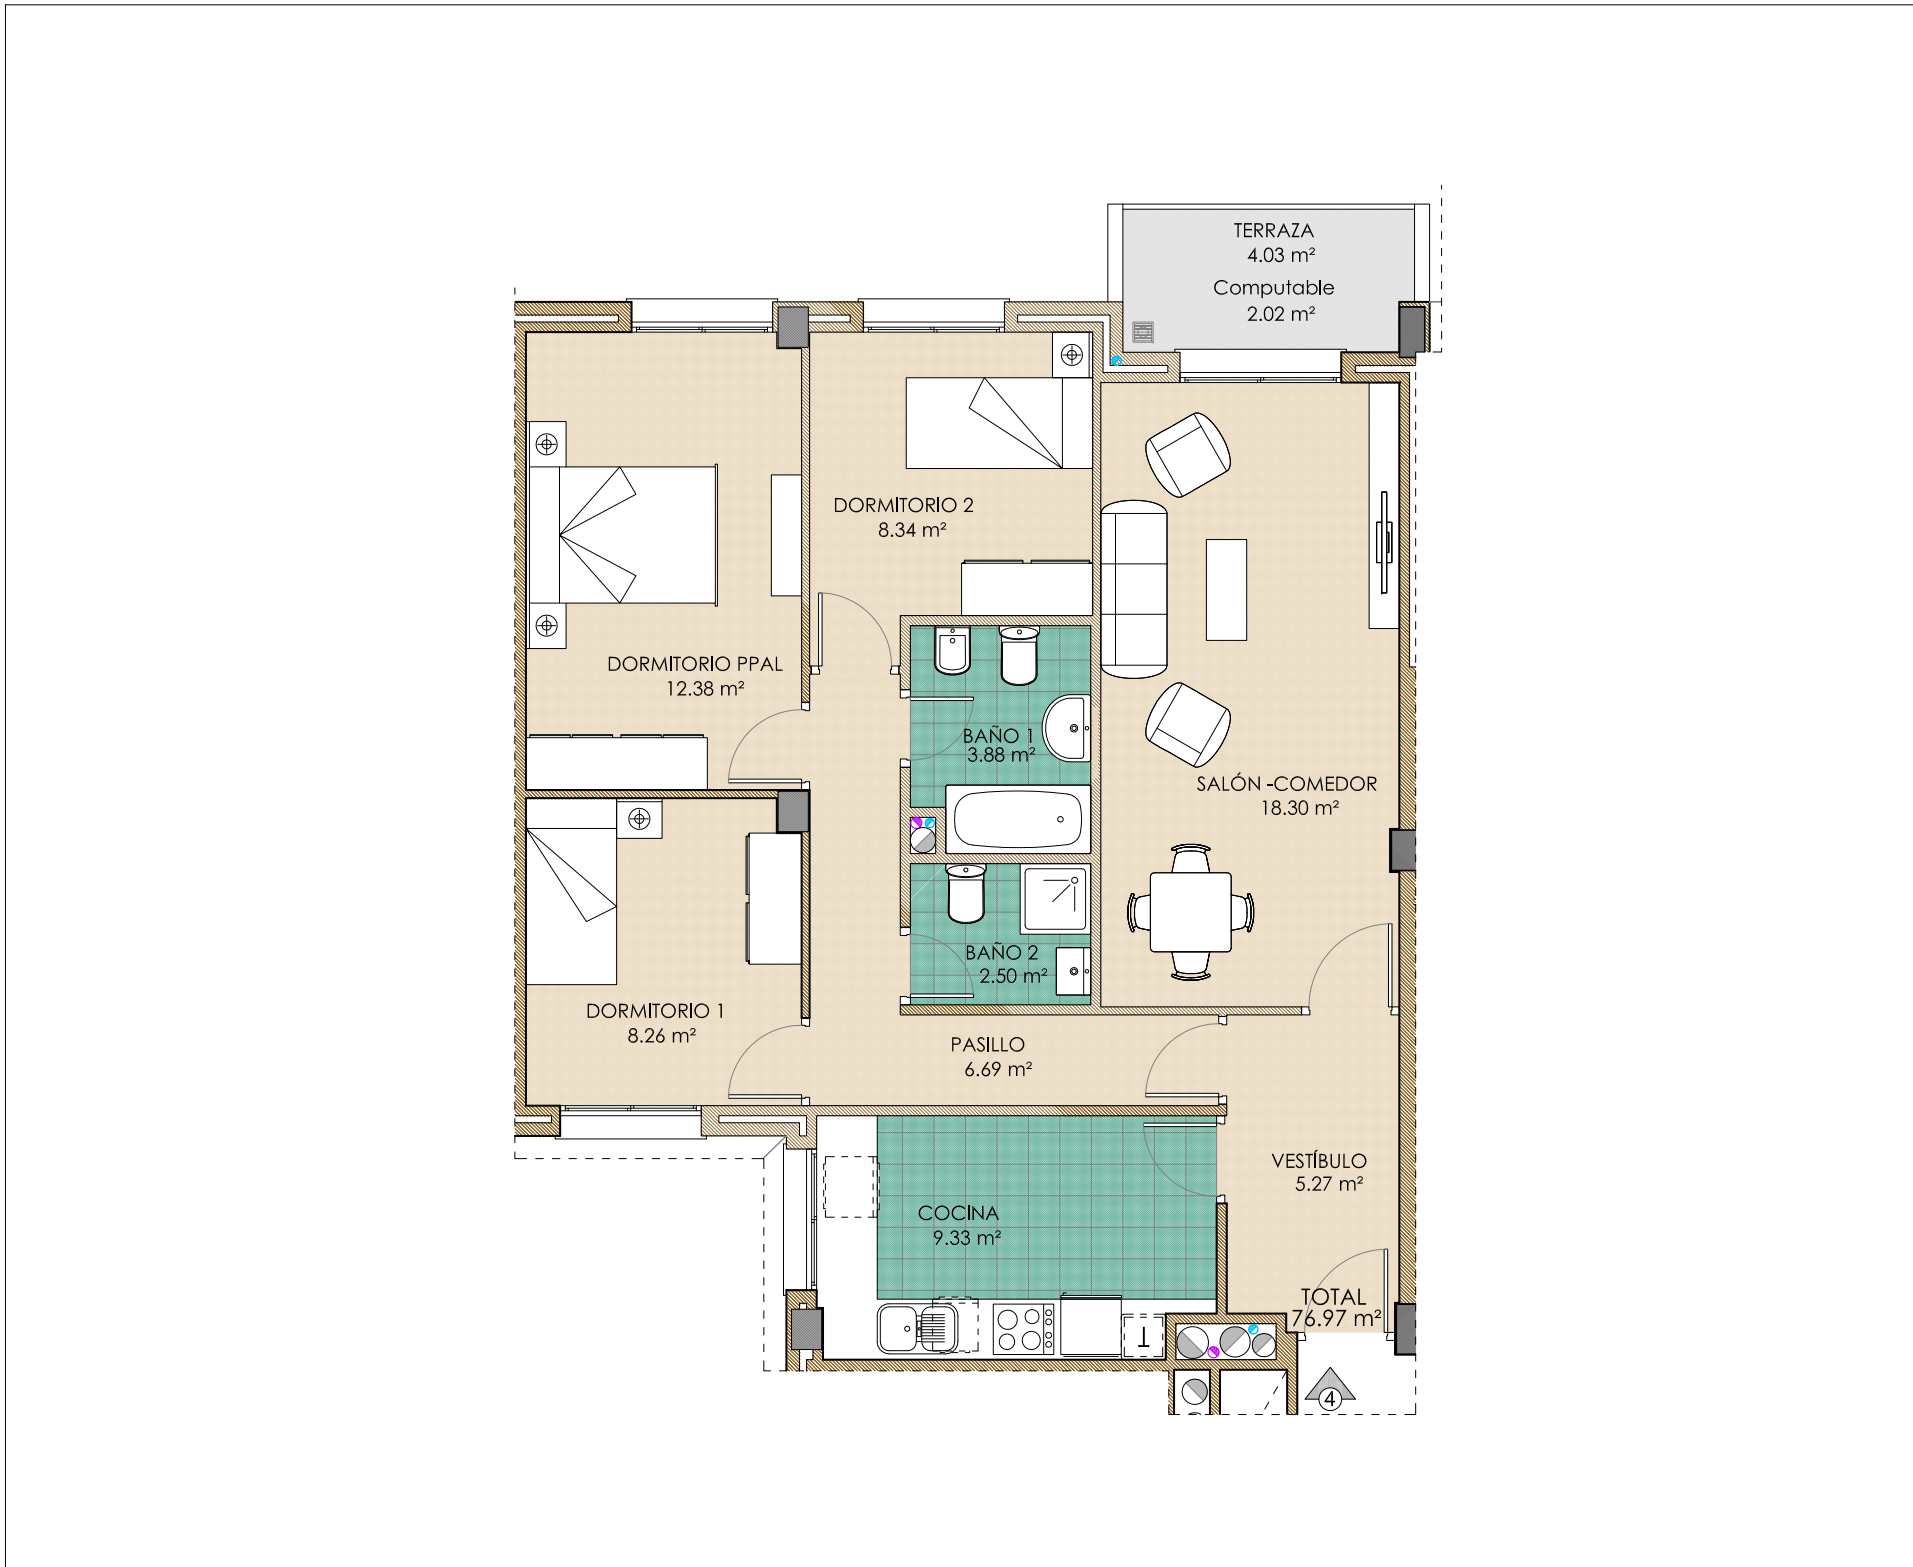 TERRAZA
4.03 m²
Computable
2.02 m²
DORMITORIO 2
8.34 m²
DORMITORIO PPAL
12.38 m²
BAÑO 1
3.88 m²
SALÓN -COMEDOR
18.30 m²
BAÑO 2
2.50 m²
DORMITORIO 1
8.26 m²
PASILLO
6.69 m²
VESTÍBULO
5.27 m²
COCINA
9.33 m²
TOTAL
76.97 m²
4